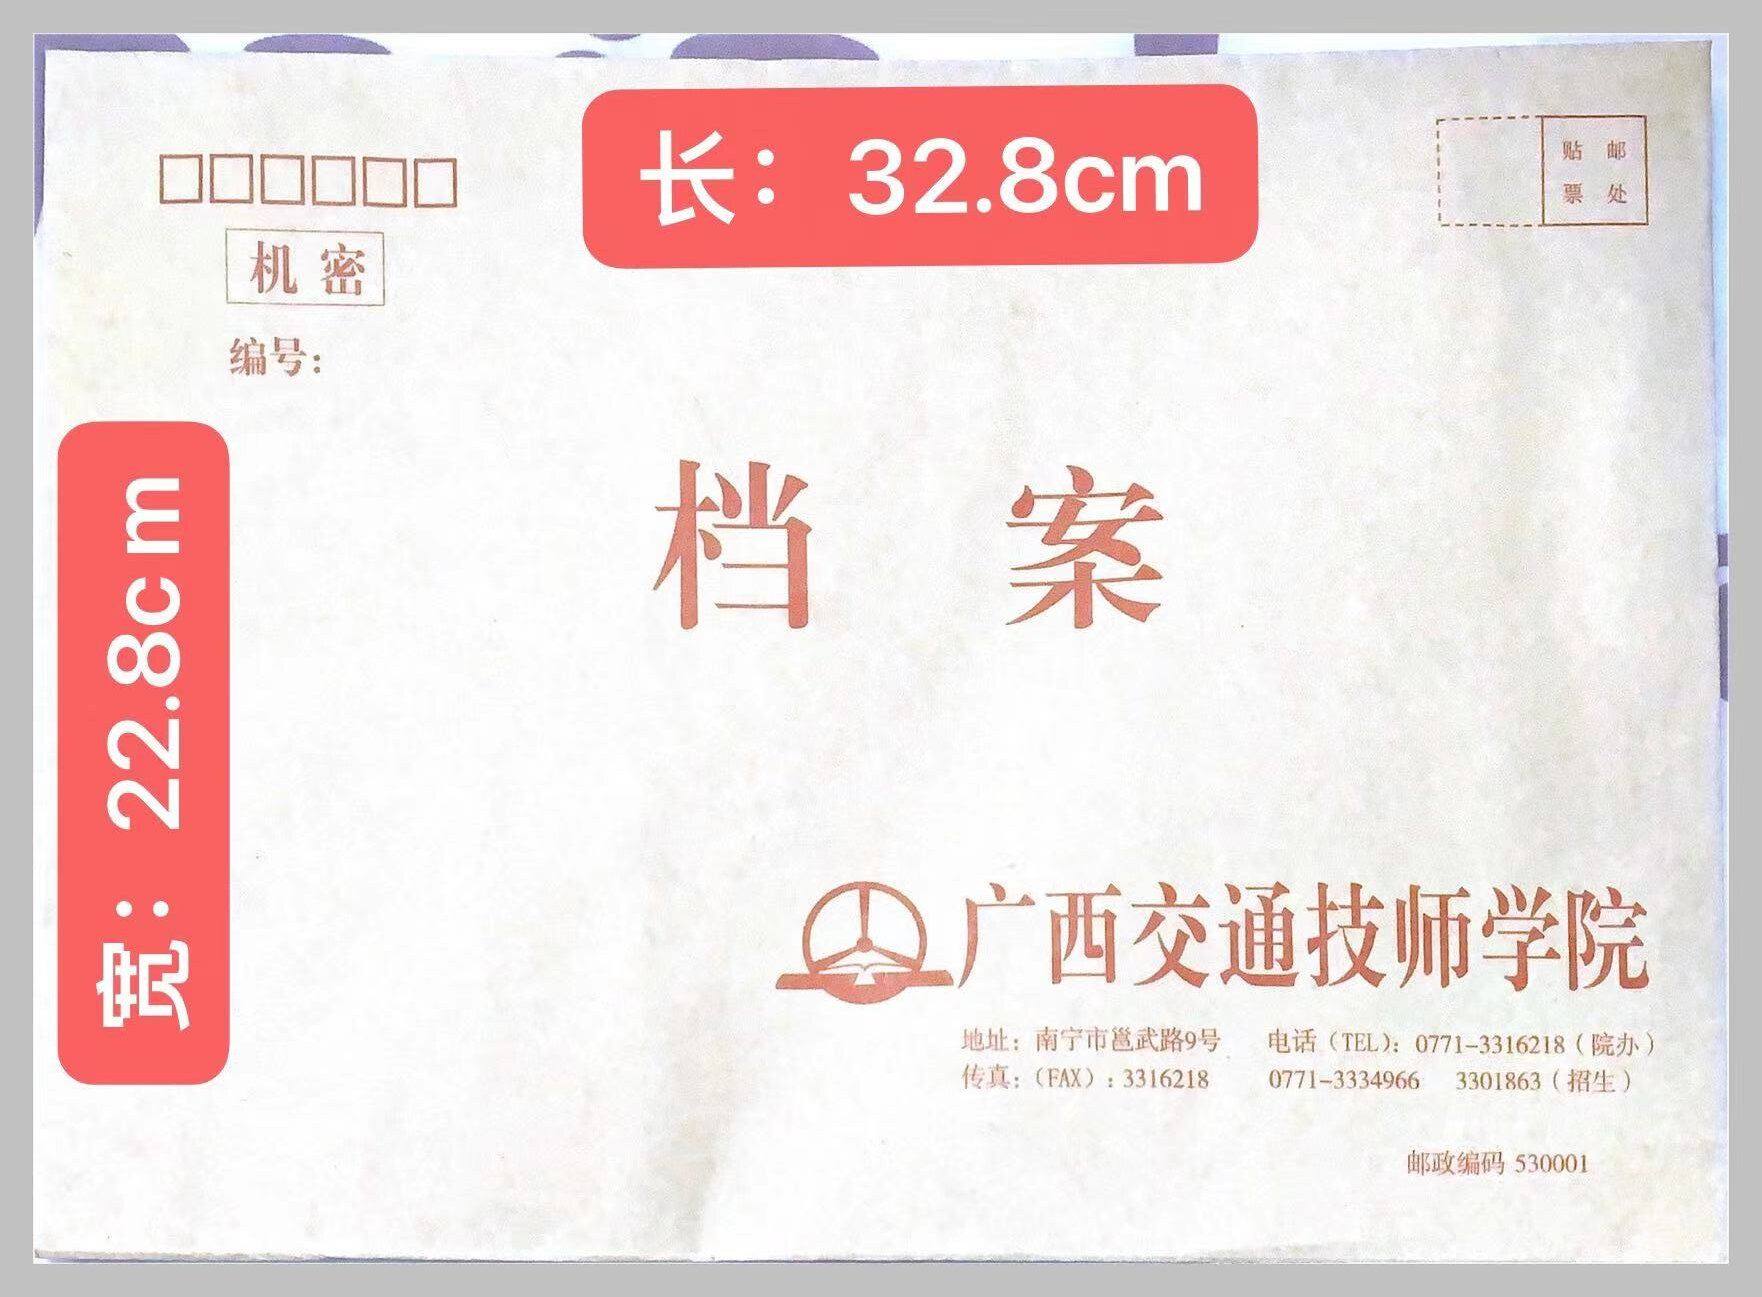 长：32.8cm
贴 邮
票 处
机 密
编号：
档 案
宽：22.8cm
广西交通技师学院
地址：南宁市邕武路9号 电话（TEL）：0771-3316218（院办）
传真：（FAX）：3316218 0771-3334966 3301863（招生）
邮政编码 530001